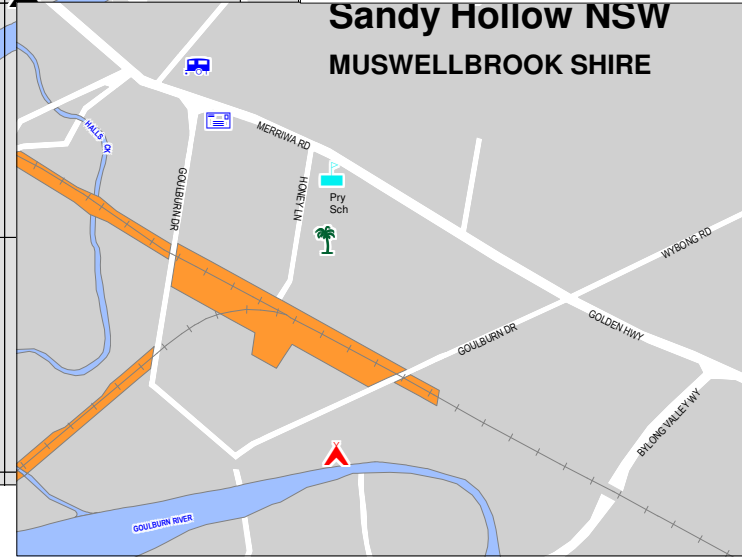 Sandy Hollow NSW
MUSWELLBROOK SHIRE
HALLS CK
MERRIWA RD
GOULBURN DR
HONEY LN
Pry
Sch
WYBONG RD
GOLDEN HWY
GOULBURN DR
BYLONG VALLEY WY
GOULBURN RIVER